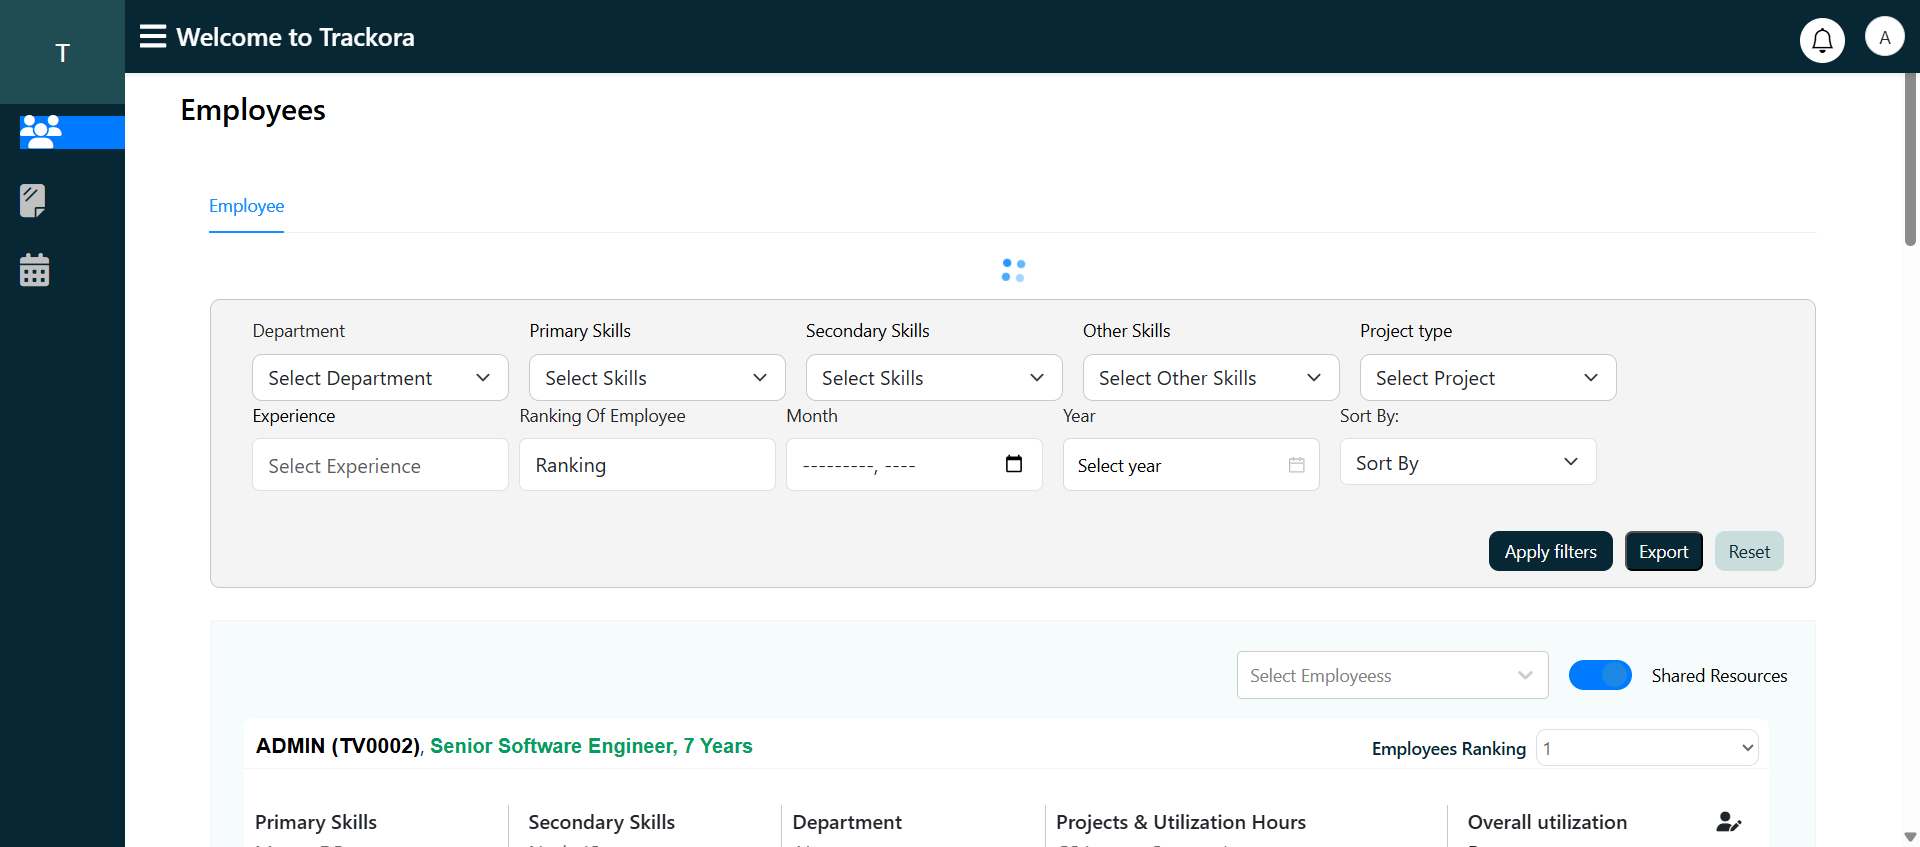 T
Welcome to Trackora
A
Employees
Employee
Department Primary Skills Secondary Skills Other Skills Project type
Select Department Select Skills Select Skills Select Other Skills Select Project
Experience Ranking Of Employee Month Year Sort By:
Select Experience Ranking ---------, ---- Select year Sort By
Apply filters Export Reset
Select Employeess Shared Resources
ADMIN (TV0002), Senior Software Engineer, 7 Years Employees Ranking 1
Primary Skills Secondary Skills Department Projects & Utilization Hours Overall utilization